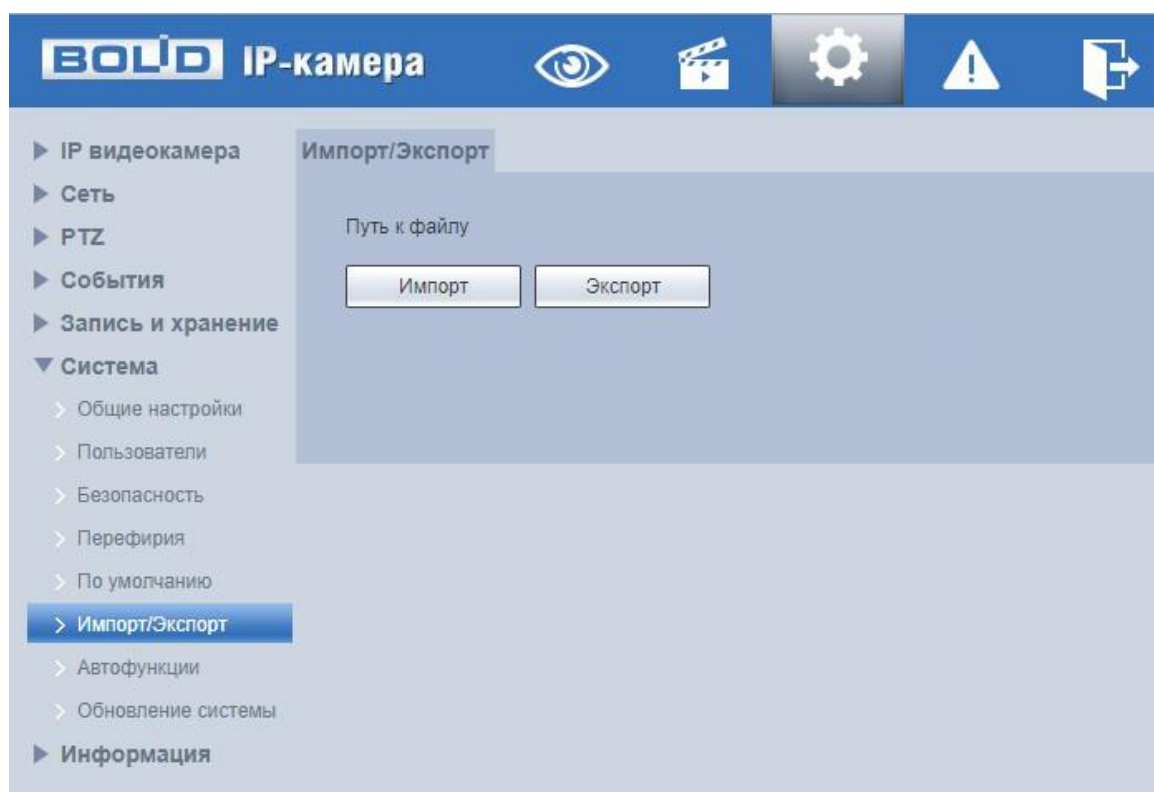 BOLID IP-камера
IP видеокамера
Импорт/Экспорт
Сеть
Путь к файлу
PTZ
События
Импорт
Экспорт
Запись и хранение
Система
Общие настройки
Пользователи
Безопасность
Перефирия
По умолчанию
Импорт/Экспорт
Автофункции
Обновление системы
Информация